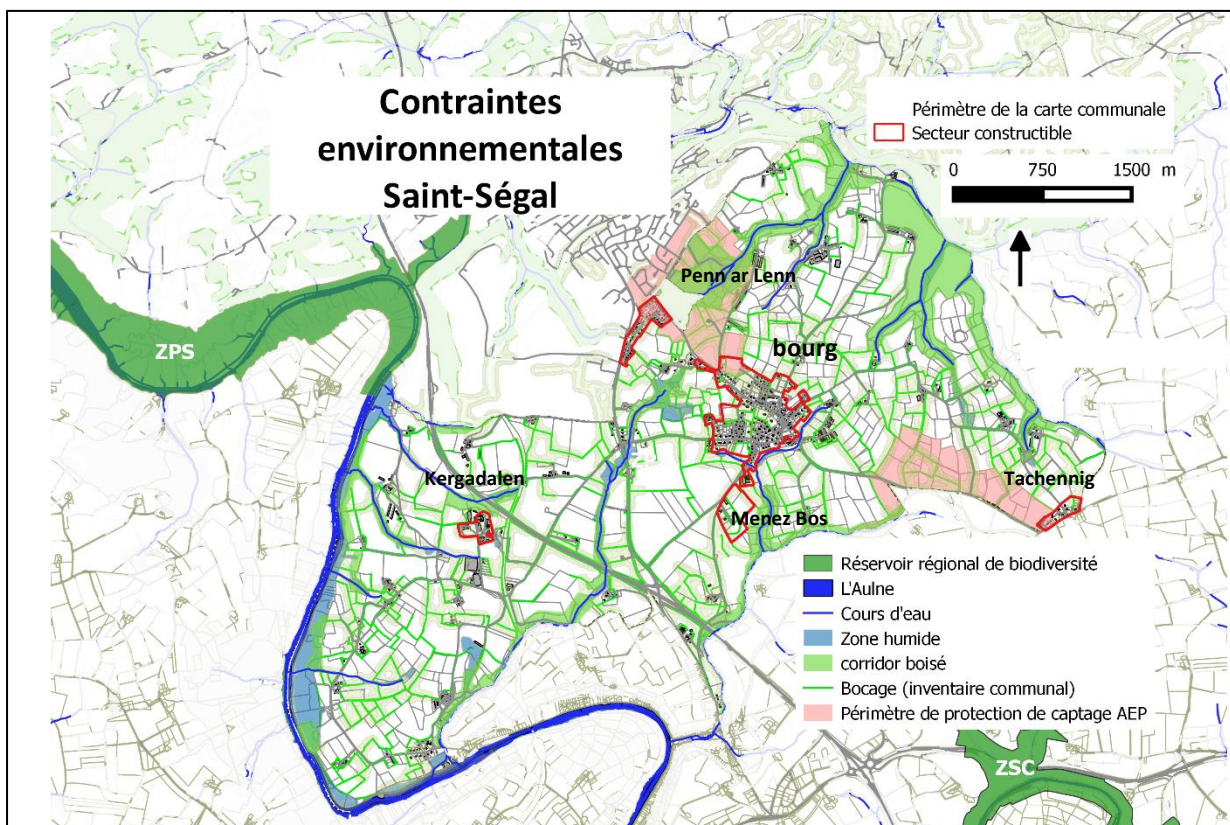 Contraintes
environnementales
Saint-Ségal
Périmètre de la carte communale
Secteur constructible
0 750 1500 m
Penn ar Lenn
bourg
ZPS
Kergadalen
Tachennig
Menez Bos
Réservoir régional de biodiversité
L'Aulne
Cours d'eau
Zone humide
corridor boisé
Bocage (inventaire communal)
Périmètre de protection de captage AEP
ZSC